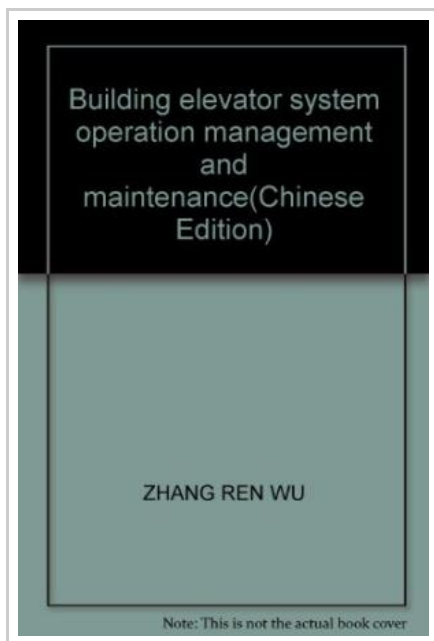 Building elevator system
operation management
and
maintenance(Chinese
Edition)
ZHANG REN WU
Note: This is not the actual book cover